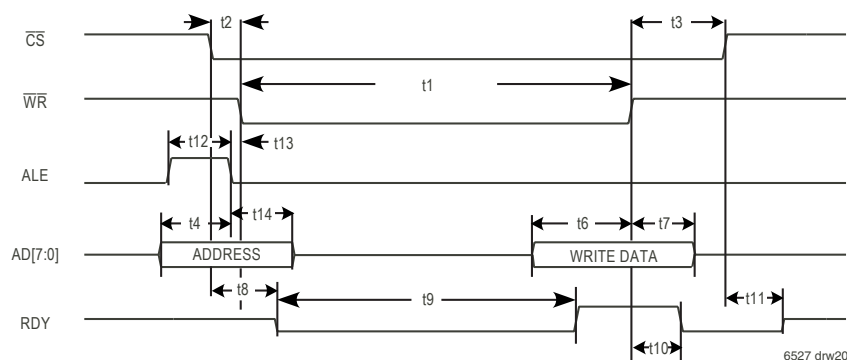 t2
t3
CS
t1
WR
t12
t13
ALE
t4
t14
t6
t7
AD[7:0]
ADDRESS
WRITE DATA
t8
t9
t11
RDY
t10
6527 drw20